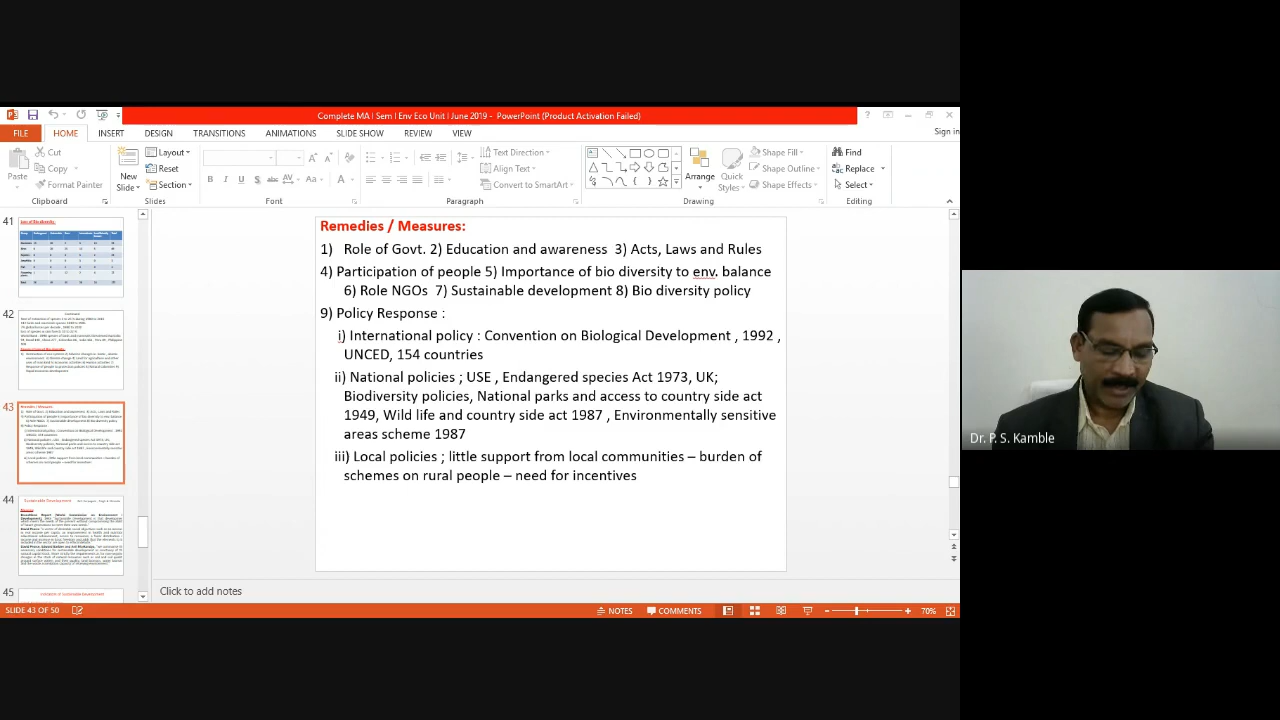 Complete MA I Sem I Env Eco Unit I June 2019 - PowerPoint (Product Activation Failed)
FILE HOME INSERT DESIGN TRANSITIONS ANIMATIONS SLIDE SHOW REVIEW VIEW Sign in
Paste
Cut
Copy
Format Painter
Clipboard
New
Slide
Layout
Reset
Section
Slides
Font
Text Direction
Align Text
Convert to SmartArt
Paragraph
Arrange
Quick
Styles
Shape Fill
Shape Outline
Shape Effects
Drawing
Find
Replace
Select
Editing
41
42
43
44
Sustainable Development
45
Remedies / Measures:
1) Role of Govt. 2) Education and awareness 3) Acts, Laws and Rules
4) Participation of people 5) Importance of bio diversity to env. balance
6) Role NGOs 7) Sustainable development 8) Bio diversity policy
9) Policy Response :
i) International policy ; Convention on Biological Development - 1992 ,
UNCED, 154 countries
ii) National policies ; USE , Endangered species Act 1973, UK;
Biodiversity policies, National parks and access to country side act
1949, Wild life and countryside act 1987 , Environmentally sensitive
areas scheme 1987
iii) Local policies ; little support from local communities – burden of
schemes on rural people – need for incentives
Click to add notes
SLIDE 43 OF 50 NOTES COMMENTS 70%
Dr. P. S. Kamble